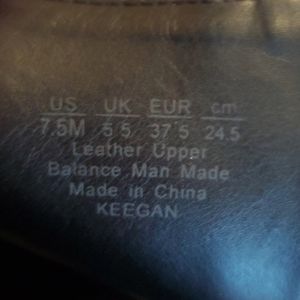 US UK EUR cm
7.5M 5.5 37.5 24.5
Leather Upper
Balance Man Made
Made in China
KEEGAN